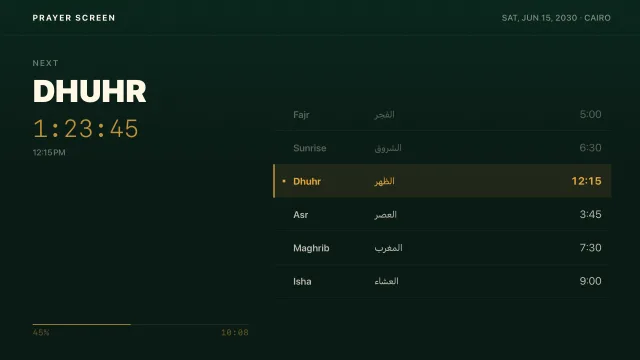 PRAYER SCREEN
SAT, JUN 15, 2030 · CAIRO
NEXT
DHUHR
1:23:45
12:15 PM
Fajr الفجر 5:00
Sunrise الشروق 6:30
Dhuhr الظهر 12:15
Asr العصر 3:45
Maghrib المغرب 7:30
Isha العشاء 9:00
45% 10:08